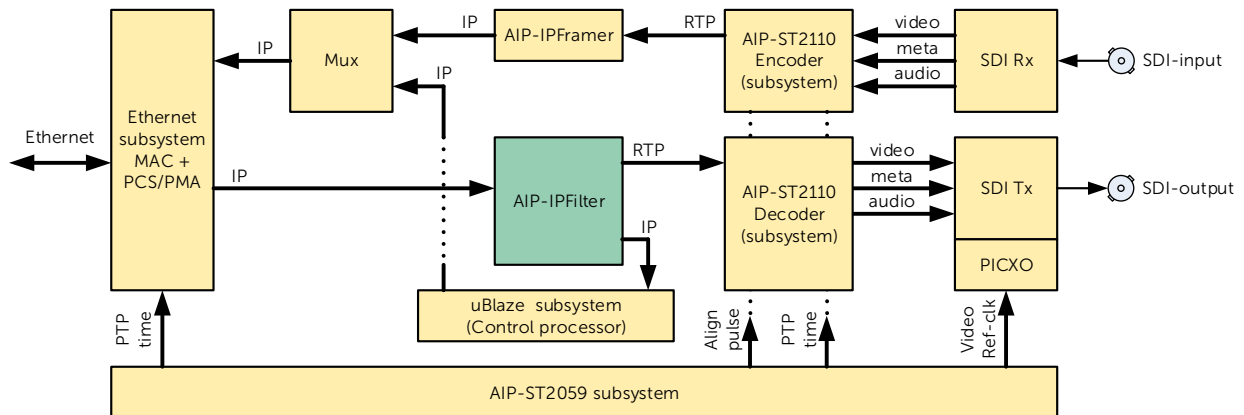 IP
AIP-IPFramer
RTP
AIP-ST2110
Encoder
(subsystem)
video
meta
audio
SDI Rx
SDI-input
IP
Mux
IP
Ethernet
Ethernet
subsystem
MAC +
PCS/PMA
IP
AIP-IPFilter
RTP
IP
AIP-ST2110
Decoder
(subsystem)
video
meta
audio
SDI Tx
SDI-output
PICXO
uBlaze subsystem
(Control processor)
PTP
time
Align
pulse
PTP
time
Video
Ref-clk
AIP-ST2059 subsystem